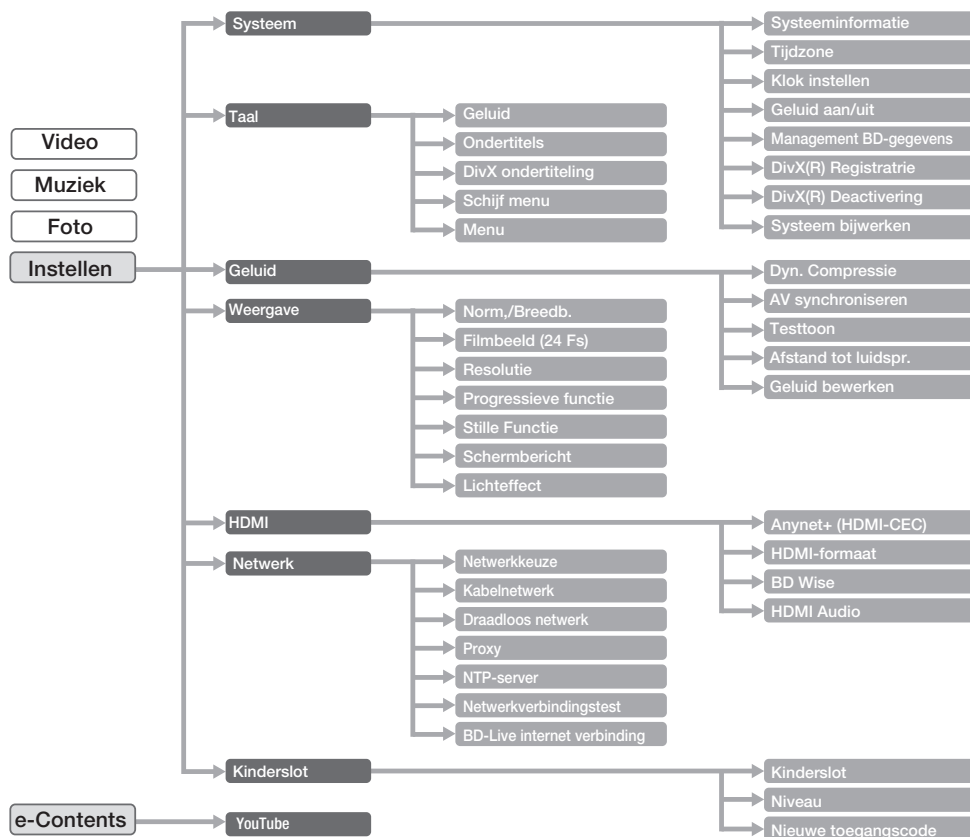 Video
Muziek
Foto
Instellen
Systeem
Systeeminformatie
Tijdzone
Klok instellen
Geluid aan/uit
Management BD-gegevens
DivX(R) Registratrie
DivX(R) Deactivering
Systeem bijwerken
Taal
Geluid
Ondertitels
DivX ondertiteling
Schijf menu
Menu
Geluid
Dyn. Compressie
AV synchroniseren
Testtoon
Afstand tot luidspr.
Geluid bewerken
Weergave
Norm,/Breedb.
Filmbeeld (24 Fs)
Resolutie
Progressieve functie
Stille Functie
Schermbericht
Lichteffect
HDMI
Anynet+ (HDMI-CEC)
HDMI-formaat
BD Wise
HDMI Audio
Netwerk
Netwerkkeuze
Kabelnetwerk
Draadloos netwerk
Proxy
NTP-server
Netwerkverbindingstest
BD-Live internet verbinding
Kinderslot
Kinderslot
Niveau
Nieuwe toegangscode
e-Contents
YouTube